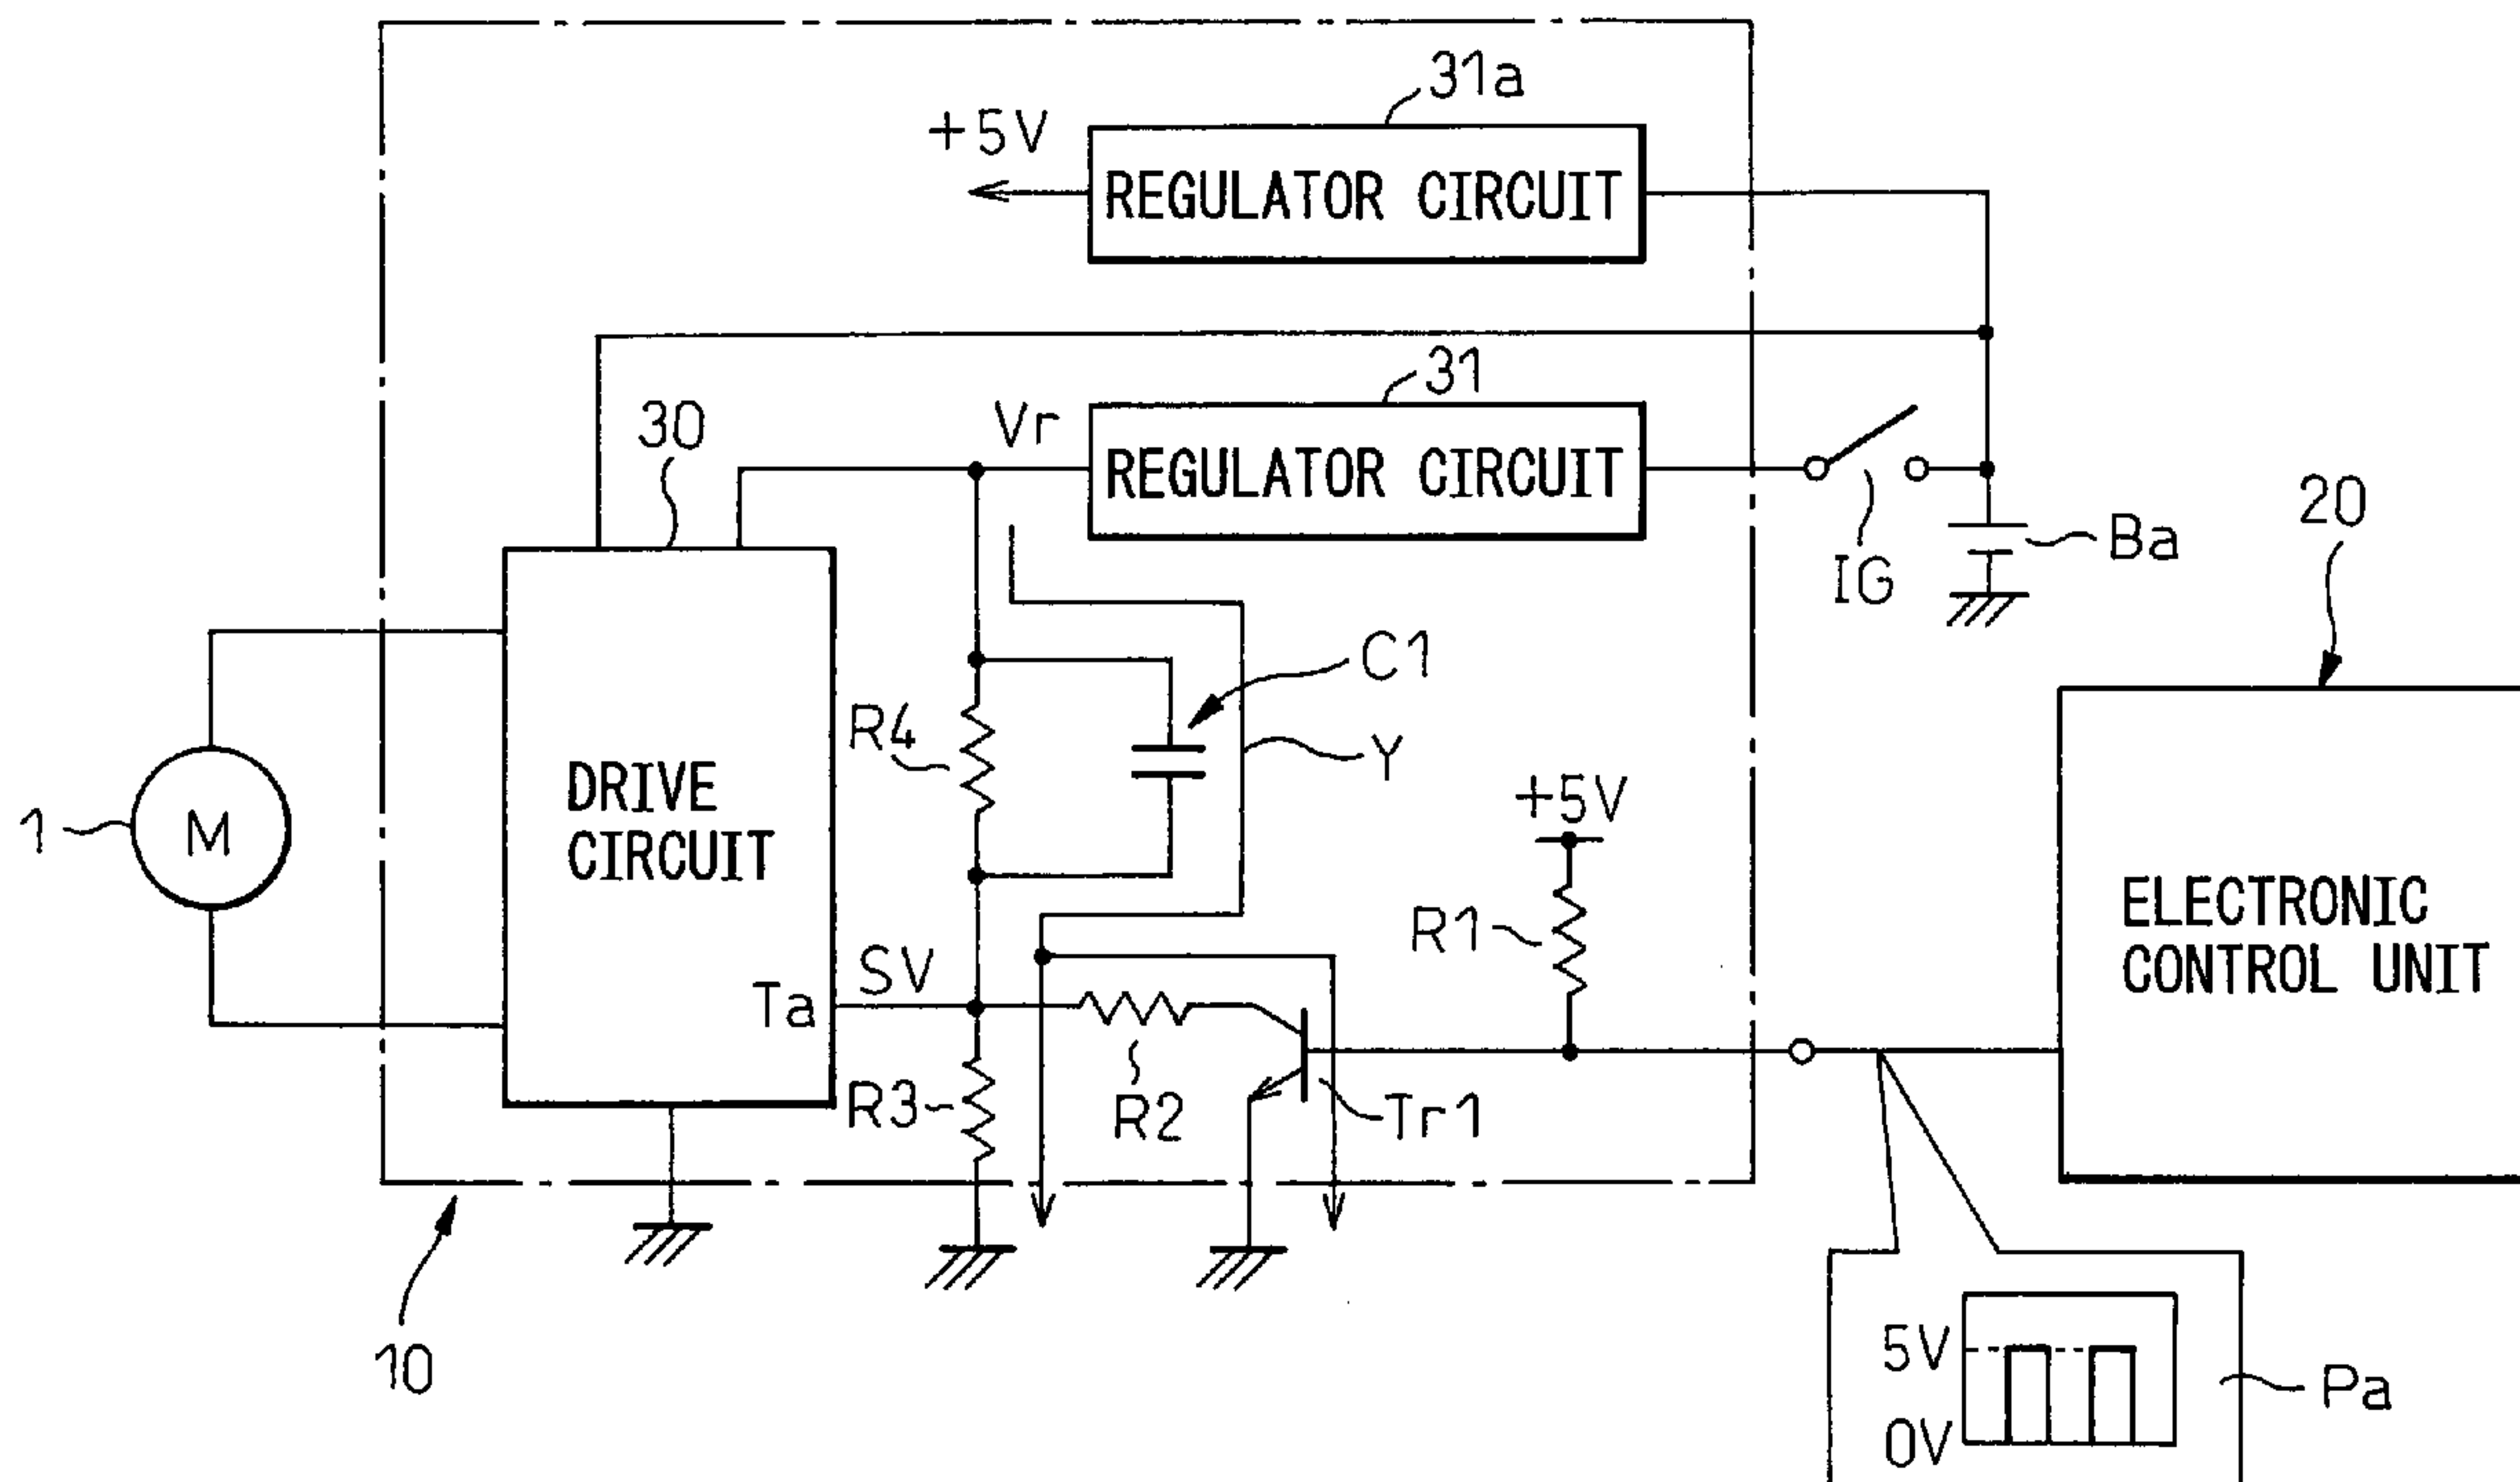 31a
+5V
REGULATOR CIRCUIT
31
30
Vr
REGULATOR CIRCUIT
20
Ba
IG
C1
R4
Y
+5V
1
M
DRIVE
CIRCUIT
ELECTRONIC
CONTROL UNIT
R1
SV
Ta
R3
R2
Tr1
10
5V
Pa
0V